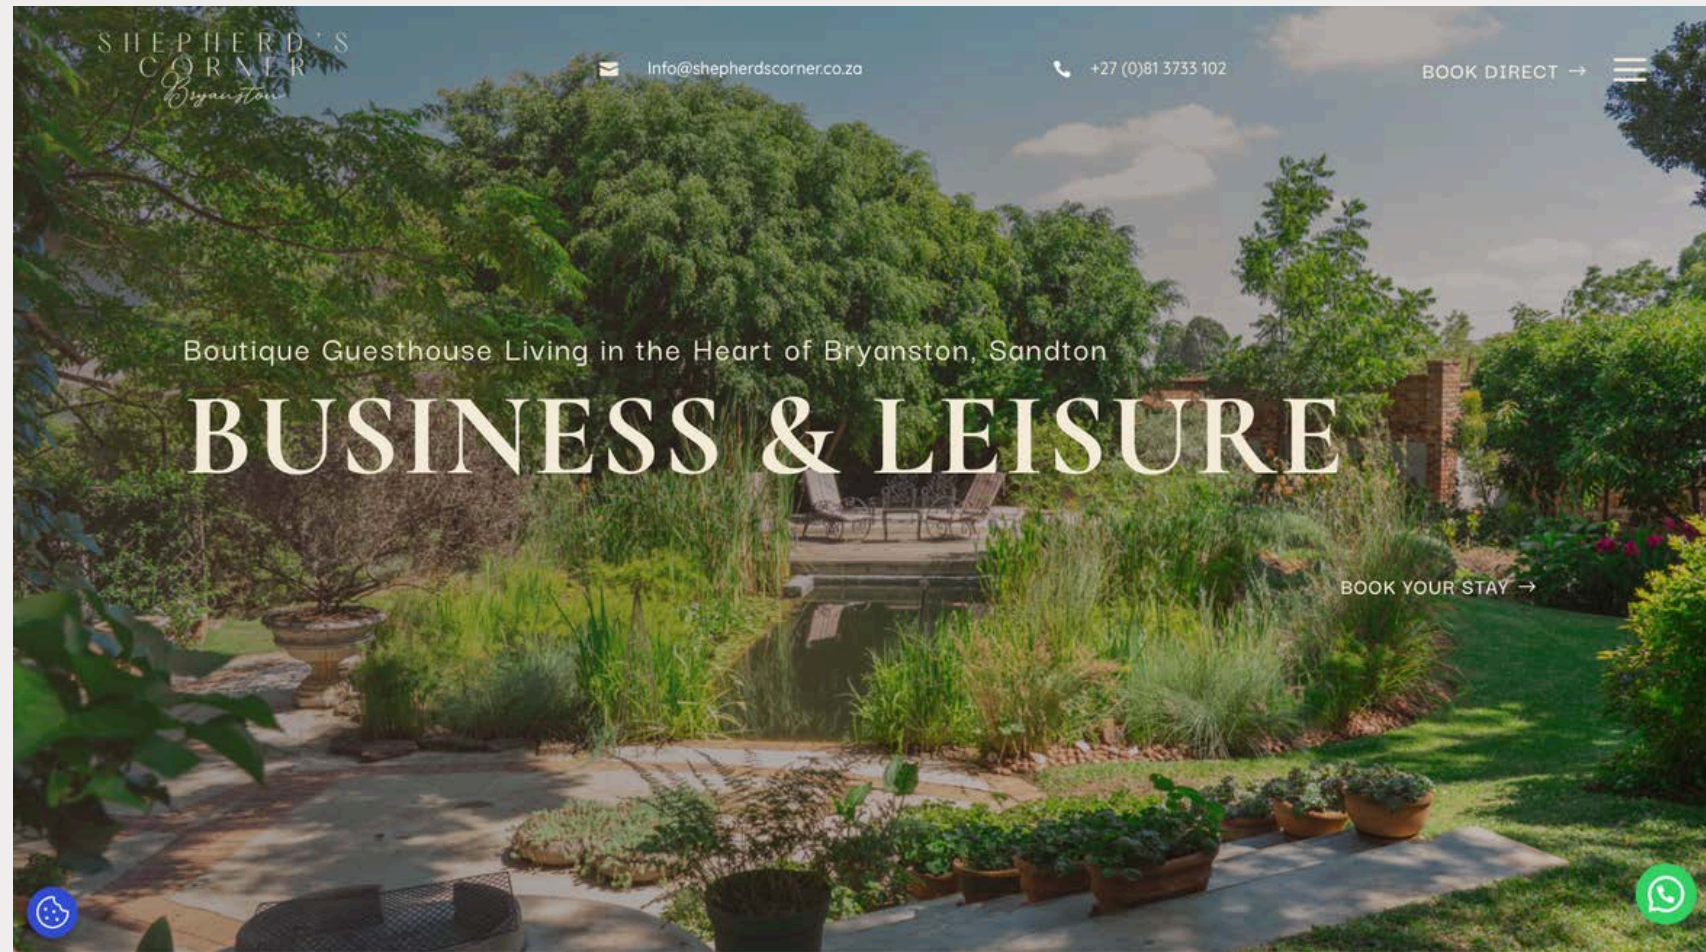 SHEPHERD'S
CORNER
Bryanston
Info@shepherdscorner.co.za
+27 (0)81 3733 102
BOOK DIRECT →
Boutique Guesthouse Living in the Heart of Bryanston, Sandton
BUSINESS & LEISURE
BOOK YOUR STAY →